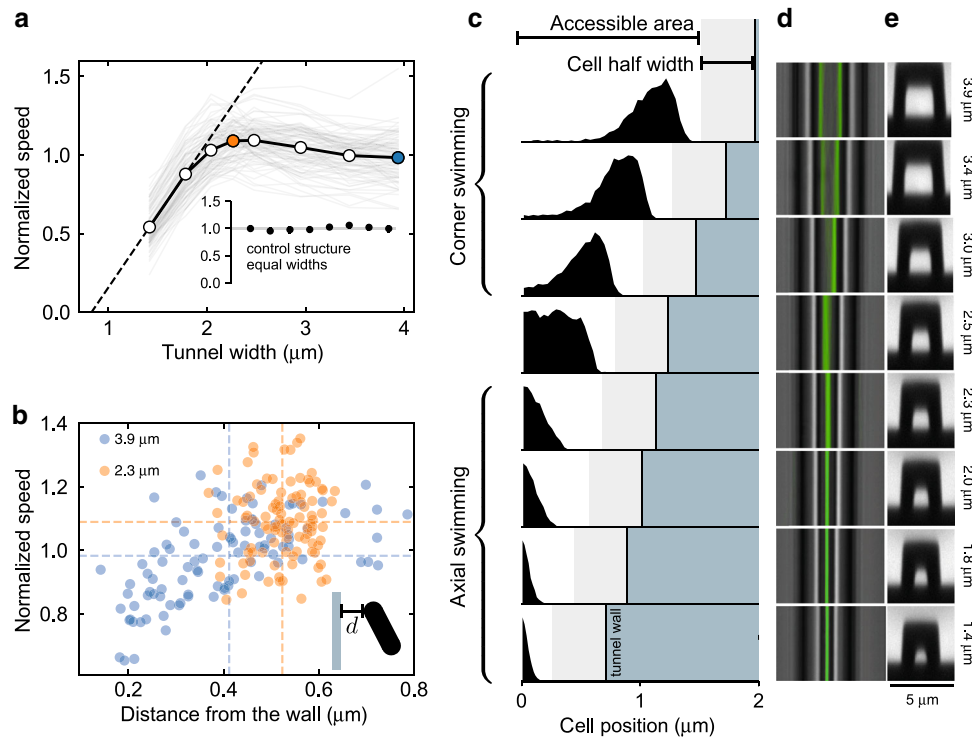 a
1.5
1.0
0.5
0.0
Normalized speed
1.5
1.0
0.5
0.0
control structure
equal widths
1
2
3
4
Tunnel width (μm)
b
1.4
1.2
1.0
0.8
Normalized speed
3.9 μm
2.3 μm
d
0.2
0.4
0.6
0.8
Distance from the wall (μm)
c
Accessible area
Cell half width
Corner swimming
Axial swimming
tunnel wall
0
1
2
Cell position (μm)
d
e
3.9 μm
3.4 μm
3.0 μm
2.5 μm
2.3 μm
2.0 μm
1.8 μm
1.4 μm
5 μm